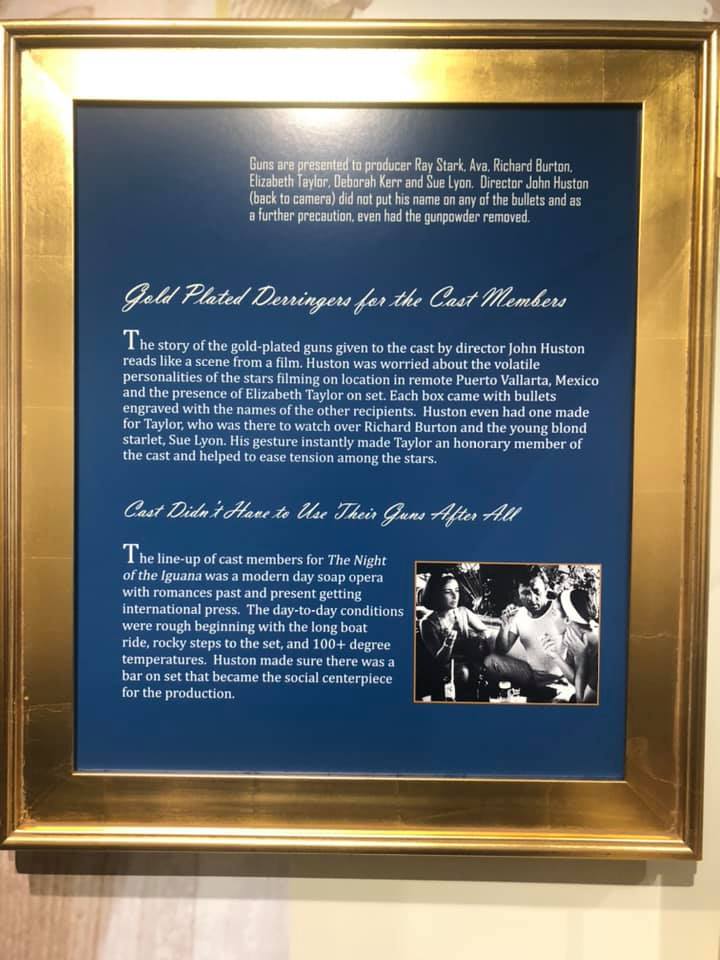 Guns are presented to producer Ray Stark, Ava, Richard Burton,
Elizabeth Taylor, Deborah Kerr and Sue Lyon. Director John Huston
(back to camera) did not put his name on any of the bullets and as
a further precaution, even had the gunpowder removed.
Gold Plated Derringers for the Cast Members
The story of the gold-plated guns given to the cast by director John Huston
reads like a scene from a film. Huston was worried about the volatile
personalities of the stars filming on location in remote Puerto Vallarta, Mexico
and the presence of Elizabeth Taylor on set. Each box came with bullets
engraved with the names of the other recipients. Huston even had one made
for Taylor, who was there to watch over Richard Burton and the young blond
starlet, Sue Lyon. His gesture instantly made Taylor an honorary member of
the cast and helped to ease tension among the stars.
Cast Didn't Have to Use Their Guns After All
The line-up of cast members for The Night
of the Iguana was a modern day soap opera
with romances past and present getting
international press. The day-to-day conditions
were rough beginning with the long boat
ride, rocky steps to the set, and 100+ degree
temperatures. Huston made sure there was a
bar on set that became the social centerpiece
for the production.